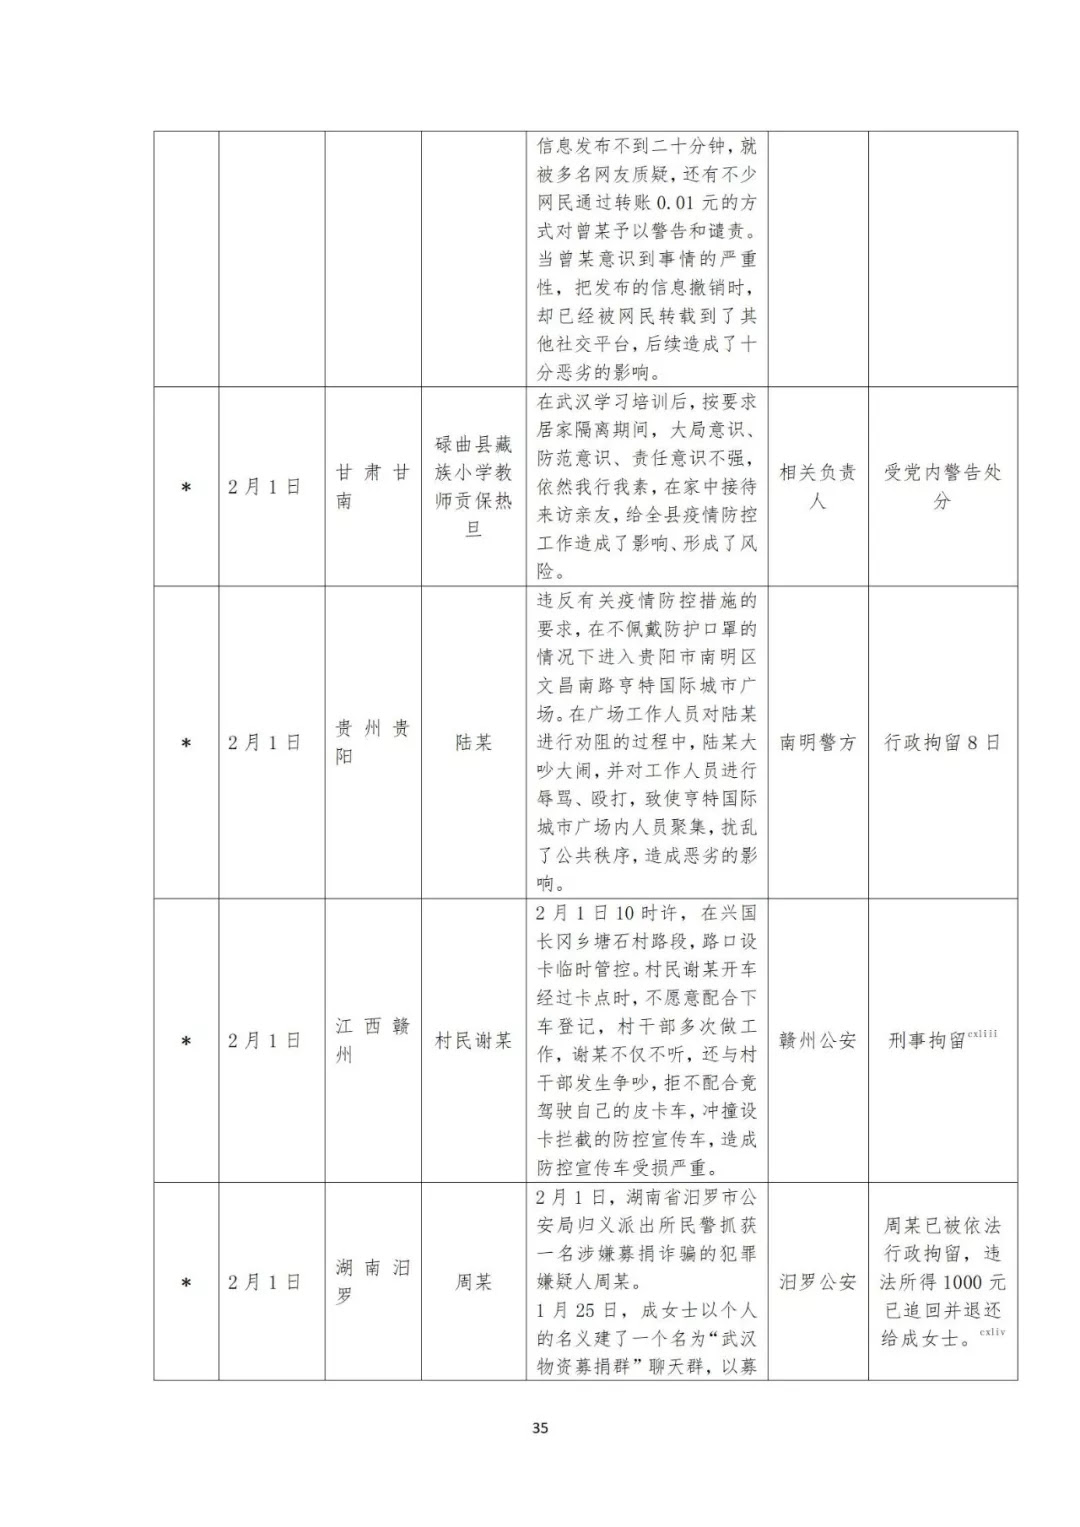 信息发布不到二十分钟，就
被多名网友质疑，还有不少
网民通过转账 0.01 元的方
式对曾某予以警告和谴责。
当曾某意识到事情的严重
性，把发布的信息撤销时，
却已经被网民转载到了其
他社交平台，后续造成了十
分恶劣的影响。
*
2 月 1 日
甘肃甘
南
碌曲县藏
族小学教
师贡保热
旦
在武汉学习培训后，按要求
居家隔离期间，大局意识、
防范意识、责任意识不强，
依然我行我素，在家中接待
来访亲友，给全县疫情防控
工作造成了影响、形成了风
险。
相关负责
人
受党内警告处
分
*
2 月 1 日
贵州贵
阳
陆某
违反有关疫情防控措施的
要求，在不佩戴防护口罩的
情况下进入贵阳市南明区
文昌南路亨特国际城市广
场。在广场工作人员对陆某
进行劝阻的过程中，陆某大
吵大闹，并对工作人员进行
辱骂、殴打，致使亨特国际
城市广场内人员聚集，扰乱
了公共秩序，造成恶劣的影
响。
南明警方
行政拘留 8 日
*
2 月 1 日
江西赣
州
村民谢某
2 月 1 日 10 时许，在兴国
长冈乡塘石村路段，路口设
卡临时管控。村民谢某开车
经过卡点时，不愿意配合下
车登记，村干部多次做工
作，谢某不仅不听，还与村
干部发生争吵，拒不配合竟
驾驶自己的皮卡车，冲撞设
卡拦截的防控宣传车，造成
防控宣传车受损严重。
赣州公安
刑事拘留cxliii
*
2 月 1 日
湖南汨
罗
周某
2 月 1 日，湖南省汨罗市公
安局归义派出所民警抓获
一名涉嫌募捐诈骗的犯罪
嫌疑人周某。
1 月 25 日，成女士以个人
的名义建了一个名为“武汉
物资募捐群”聊天群，以募
汨罗公安
周某已被依法
行政拘留，违
法所得 1000 元
已追回并退还
给成女士。cxliv
35